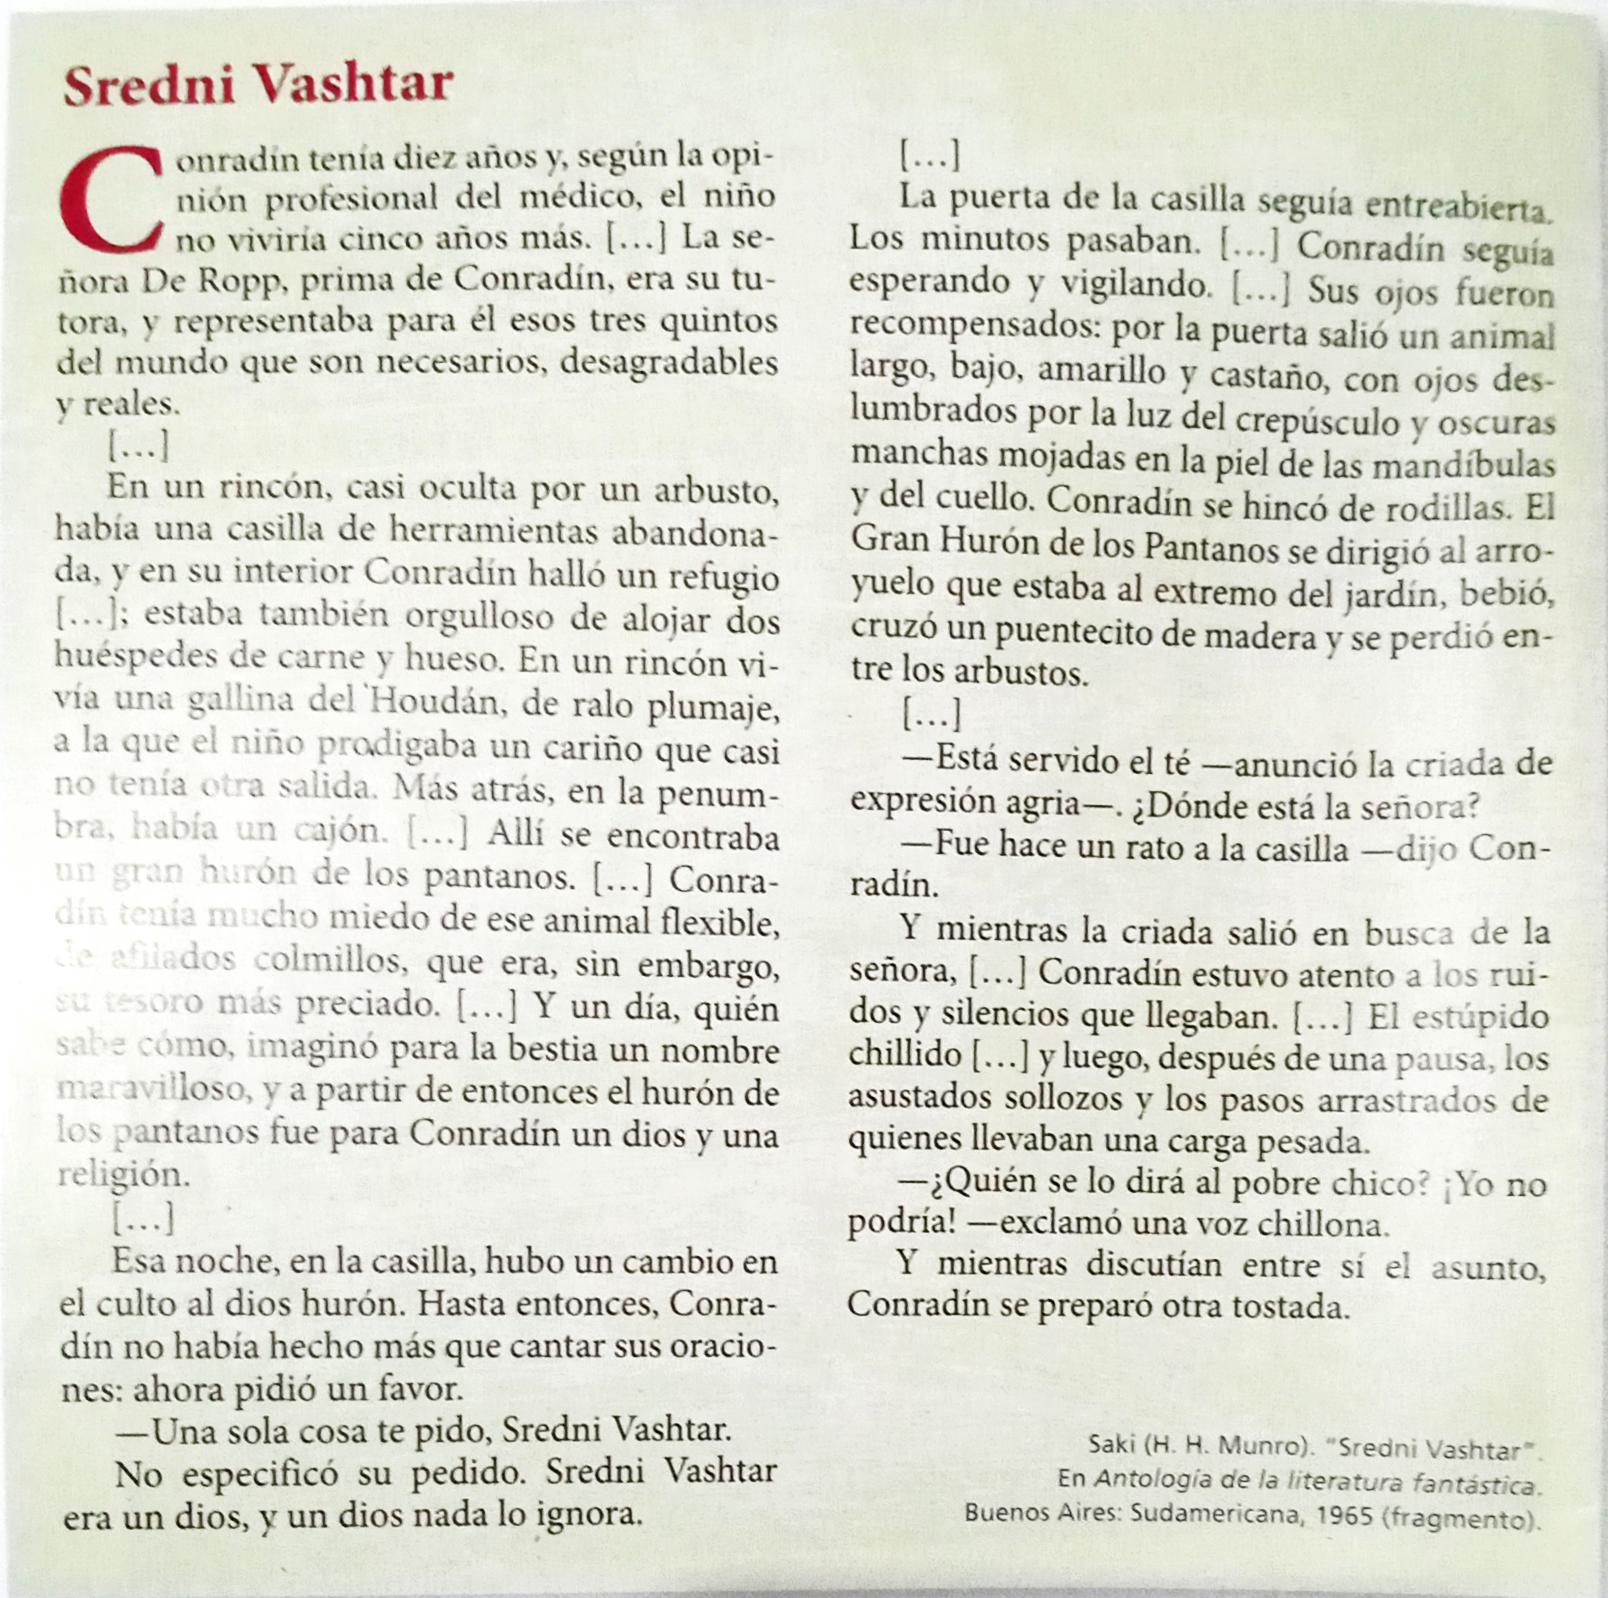 Sredni Vashtar
Conradín tenía diez años y, según la opi-
nión profesional del médico, el niño
no viviría cinco años más. [...] La se-
ñora De Ropp, prima de Conradín, era su tu-
tora, y representaba para él esos tres quintos
del mundo que son necesarios, desagradables
y reales.
[...]
En un rincón, casi oculta por un arbusto,
había una casilla de herramientas abandona-
da, y en su interior Conradín halló un refugio
[...]; estaba también orgulloso de alojar dos
huéspedes de carne y hueso. En un rincón vi-
vía una gallina del Houdán, de ralo plumaje,
a la que el niño prodigaba un cariño que casi
no tenía otra salida. Más atrás, en la penum-
bra, había un cajón. [...] Allí se encontraba
un gran hurón de los pantanos. [...] Conra-
dín tenía mucho miedo de ese animal flexible,
de afilados colmillos, que era, sin embargo,
su tesoro más preciado. [...] Y un día, quién
sabe cómo, imaginó para la bestia un nombre
maravilloso, y a partir de entonces el hurón de
los pantanos fue para Conradín un dios y una
religión.
[...]
Esa noche, en la casilla, hubo un cambio en
el culto al dios hurón. Hasta entonces, Conra-
dín no había hecho más que cantar sus oracio-
nes: ahora pidió un favor.
—Una sola cosa te pido, Sredni Vashtar.
No especificó su pedido. Sredni Vashtar
era un dios, y un dios nada lo ignora.
[...]
La puerta de la casilla seguía entreabierta.
Los minutos pasaban. [...] Conradín seguía
esperando y vigilando. [...] Sus ojos fueron
recompensados: por la puerta salió un animal
largo, bajo, amarillo y castaño, con ojos des-
lumbrados por la luz del crepúsculo y oscuras
manchas mojadas en la piel de las mandíbulas
y del cuello. Conradín se hincó de rodillas. El
Gran Hurón de los Pantanos se dirigió al arro-
yuelo que estaba al extremo del jardín, bebió,
cruzó un puentecito de madera y se perdió en-
tre los arbustos.
[...]
—Está servido el té —anunció la criada de
expresión agria—. ¿Dónde está la señora?
—Fue hace un rato a la casilla —dijo Con-
radín.
Y mientras la criada salió en busca de la
señora, [...] Conradín estuvo atento a los rui-
dos y silencios que llegaban. [...] El estúpido
chillido [...] y luego, después de una pausa, los
asustados sollozos y los pasos arrastrados de
quienes llevaban una carga pesada.
—¿Quién se lo dirá al pobre chico? ¡Yo no
podría! —exclamó una voz chillona.
Y mientras discutían entre sí el asunto,
Conradín se preparó otra tostada.
Saki (H. H. Munro). "Sredni Vashtar".
En Antología de la literatura fantástica.
Buenos Aires: Sudamericana, 1965 (fragmento).